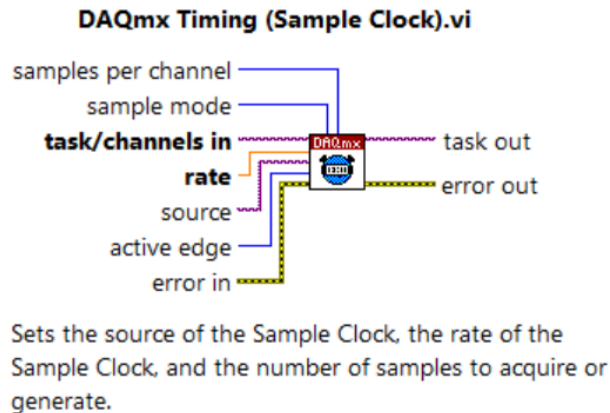 DAQmx Timing (Sample Clock).vi
samples per channel
sample mode
task/channels in
DAQmx
task out
rate
error out
source
active edge
error in
Sets the source of the Sample Clock, the rate of the
Sample Clock, and the number of samples to acquire or
generate.